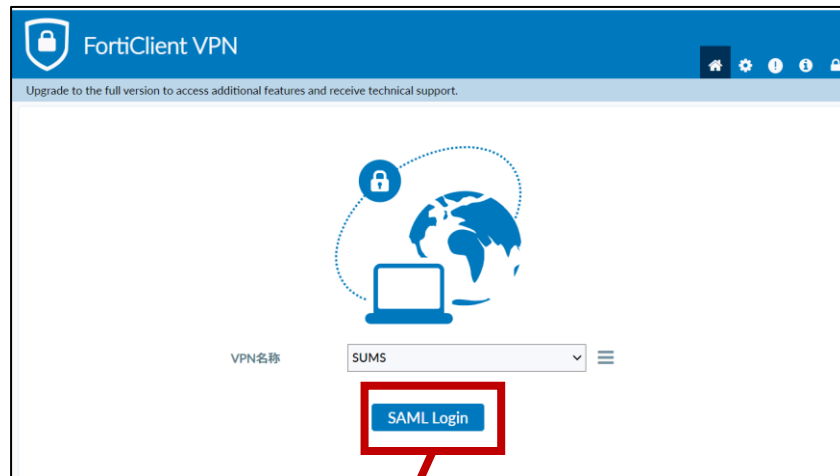 FortiClient VPN
Upgrade to the full version to access additional features and receive technical support.
VPN名称
SUMS
SAML Login